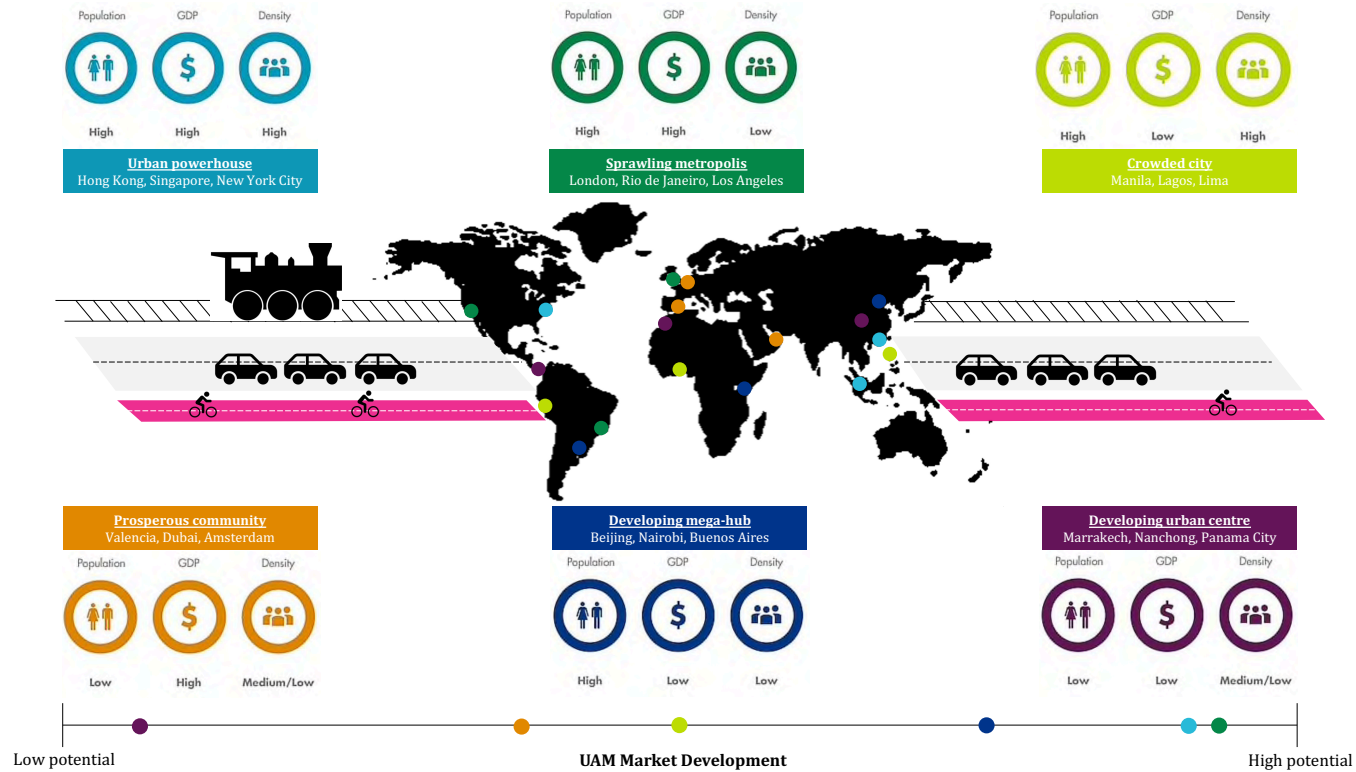 Population GDP Density
High High High
Urban powerhouse
Hong Kong, Singapore, New York City
Population GDP Density
$
High High Low
Sprawling metropolis
London, Rio de Janeiro, Los Angeles
Population GDP Density
$
High Low High
Crowded city
Manila, Lagos, Lima
Prosperous community
Valencia, Dubai, Amsterdam
Population GDP Density
$
Low High Medium/Low
Developing mega-hub
Beijing, Nairobi, Buenos Aires
Population GDP Density
$
High Low Low
Developing urban centre
Marrakech, Nanchong, Panama City
Population GDP Density
$
Low Low Medium/Low
Low potential
UAM Market Development
High potential